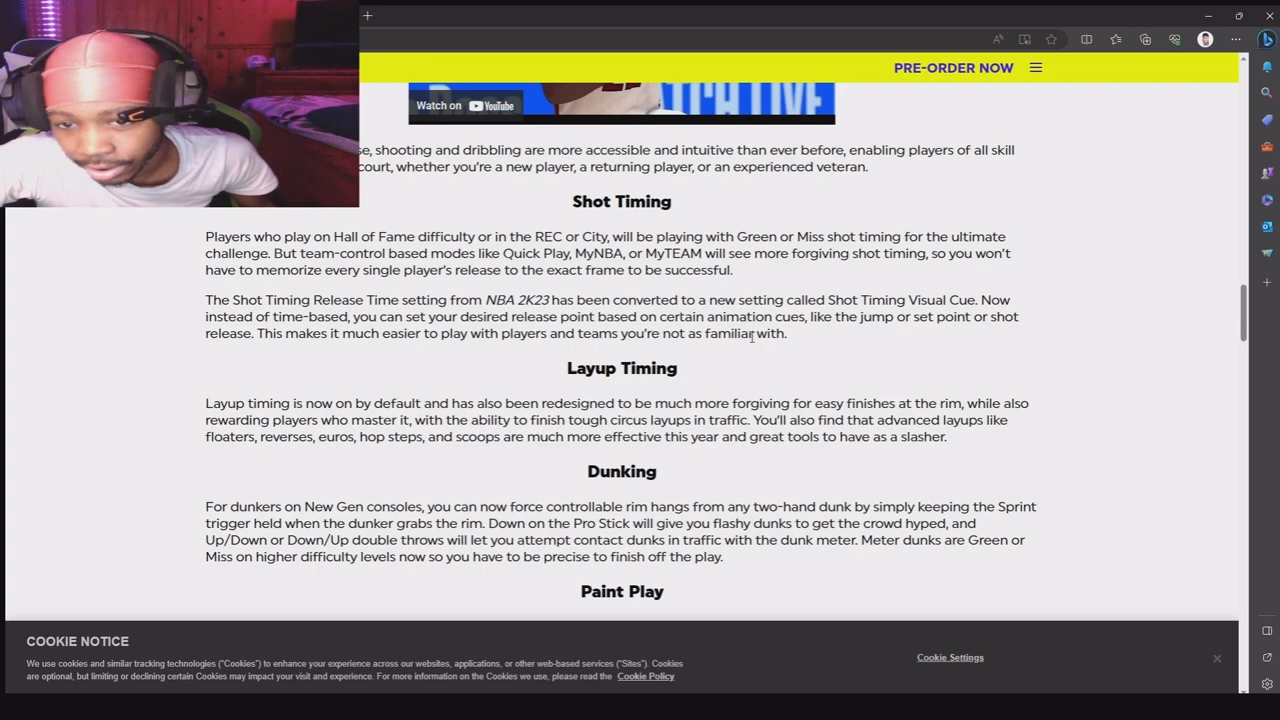 PRE-ORDER NOW
Watch on YouTube
se, shooting and dribbling are more accessible and intuitive than ever before, enabling players of all skill
court, whether you're a new player, a returning player, or an experienced veteran.
Shot Timing
Players who play on Hall of Fame difficulty or in the REC or City, will be playing with Green or Miss shot timing for the ultimate
challenge. But team-control based modes like Quick Play, MyNBA, or MyTEAM will see more forgiving shot timing, so you won't
have to memorize every single player's release to the exact frame to be successful.
The Shot Timing Release Time setting from NBA 2K23 has been converted to a new setting called Shot Timing Visual Cue. Now
instead of time-based, you can set your desired release point based on certain animation cues, like the jump or set point or shot
release. This makes it much easier to play with players and teams you're not as familiar with.
Layup Timing
Layup timing is now on by default and has also been redesigned to be much more forgiving for easy finishes at the rim, while also
rewarding players who master it, with the ability to finish tough circus layups in traffic. You'll also find that advanced layups like
floaters, reverses, euros, hop steps, and scoops are much more effective this year and great tools to have as a slasher.
Dunking
For dunkers on New Gen consoles, you can now force controllable rim hangs from any two-hand dunk by simply keeping the Sprint
trigger held when the dunker grabs the rim. Down on the Pro Stick will give you flashy dunks to get the crowd hyped, and
Up/Down or Down/Up double throws will let you attempt contact dunks in traffic with the dunk meter. Meter dunks are Green or
Miss on higher difficulty levels now so you have to be precise to finish off the play.
Paint Play
COOKIE NOTICE
We use cookies and similar tracking technologies ("Cookies") to enhance your experience across our websites, applications, or other web-based services ("Sites"). Cookies
are optional, but limiting or declining certain Cookies may impact your visit and experience. For more information on the Cookies we use, please read the Cookie Policy
Cookie Settings